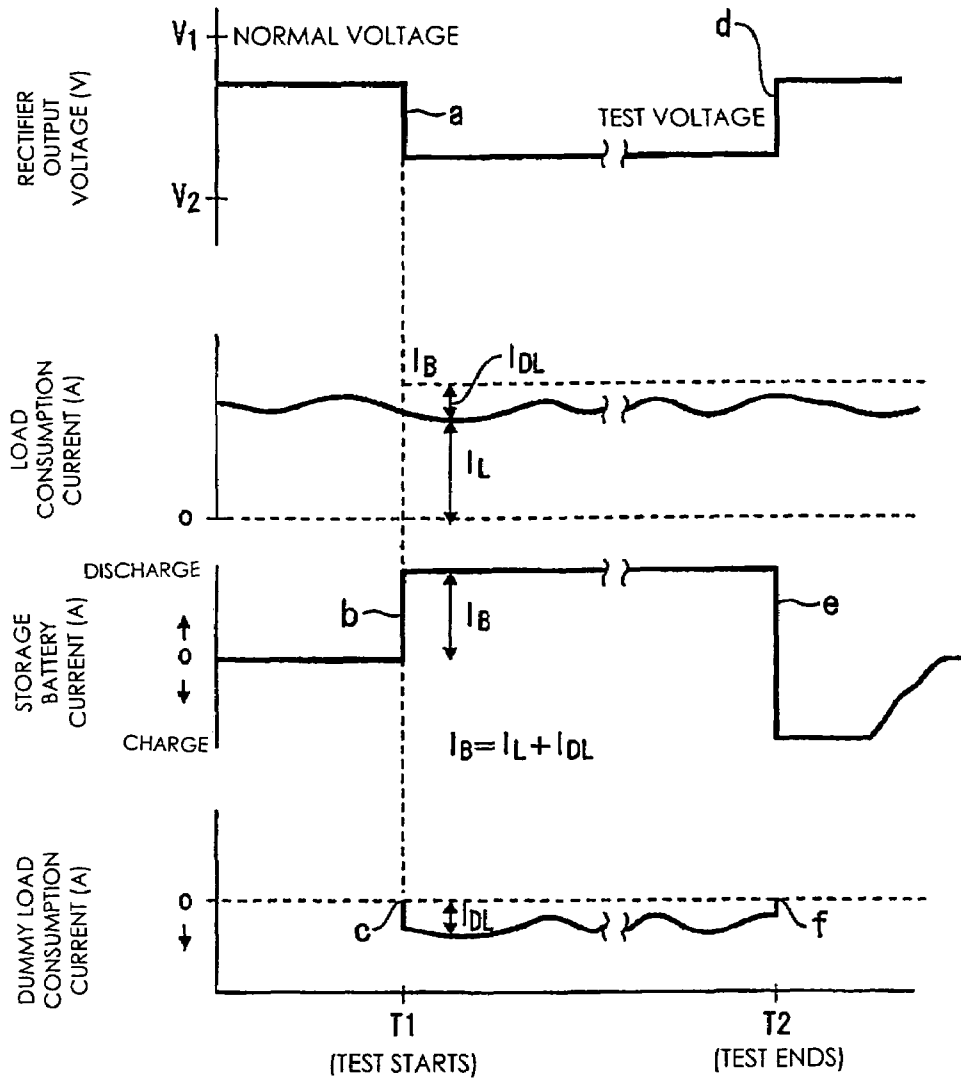 V1 NORMAL VOLTAGE
d
RECTIFIER
OUTPUT
VOLTAGE (V)
a
TEST VOLTAGE
V2
LOAD
CONSUMPTION
CURRENT (A)
IB
IDL
IL
0
STORAGE
BATTERY
CURRENT (A)
DISCHARGE
b
IB
e
0
CHARGE
IB=IL+IDL
DUMMY LOAD
CONSUMPTION
CURRENT (A)
0
c
IDL
f
T1
T2
(TEST STARTS)
(TEST ENDS)